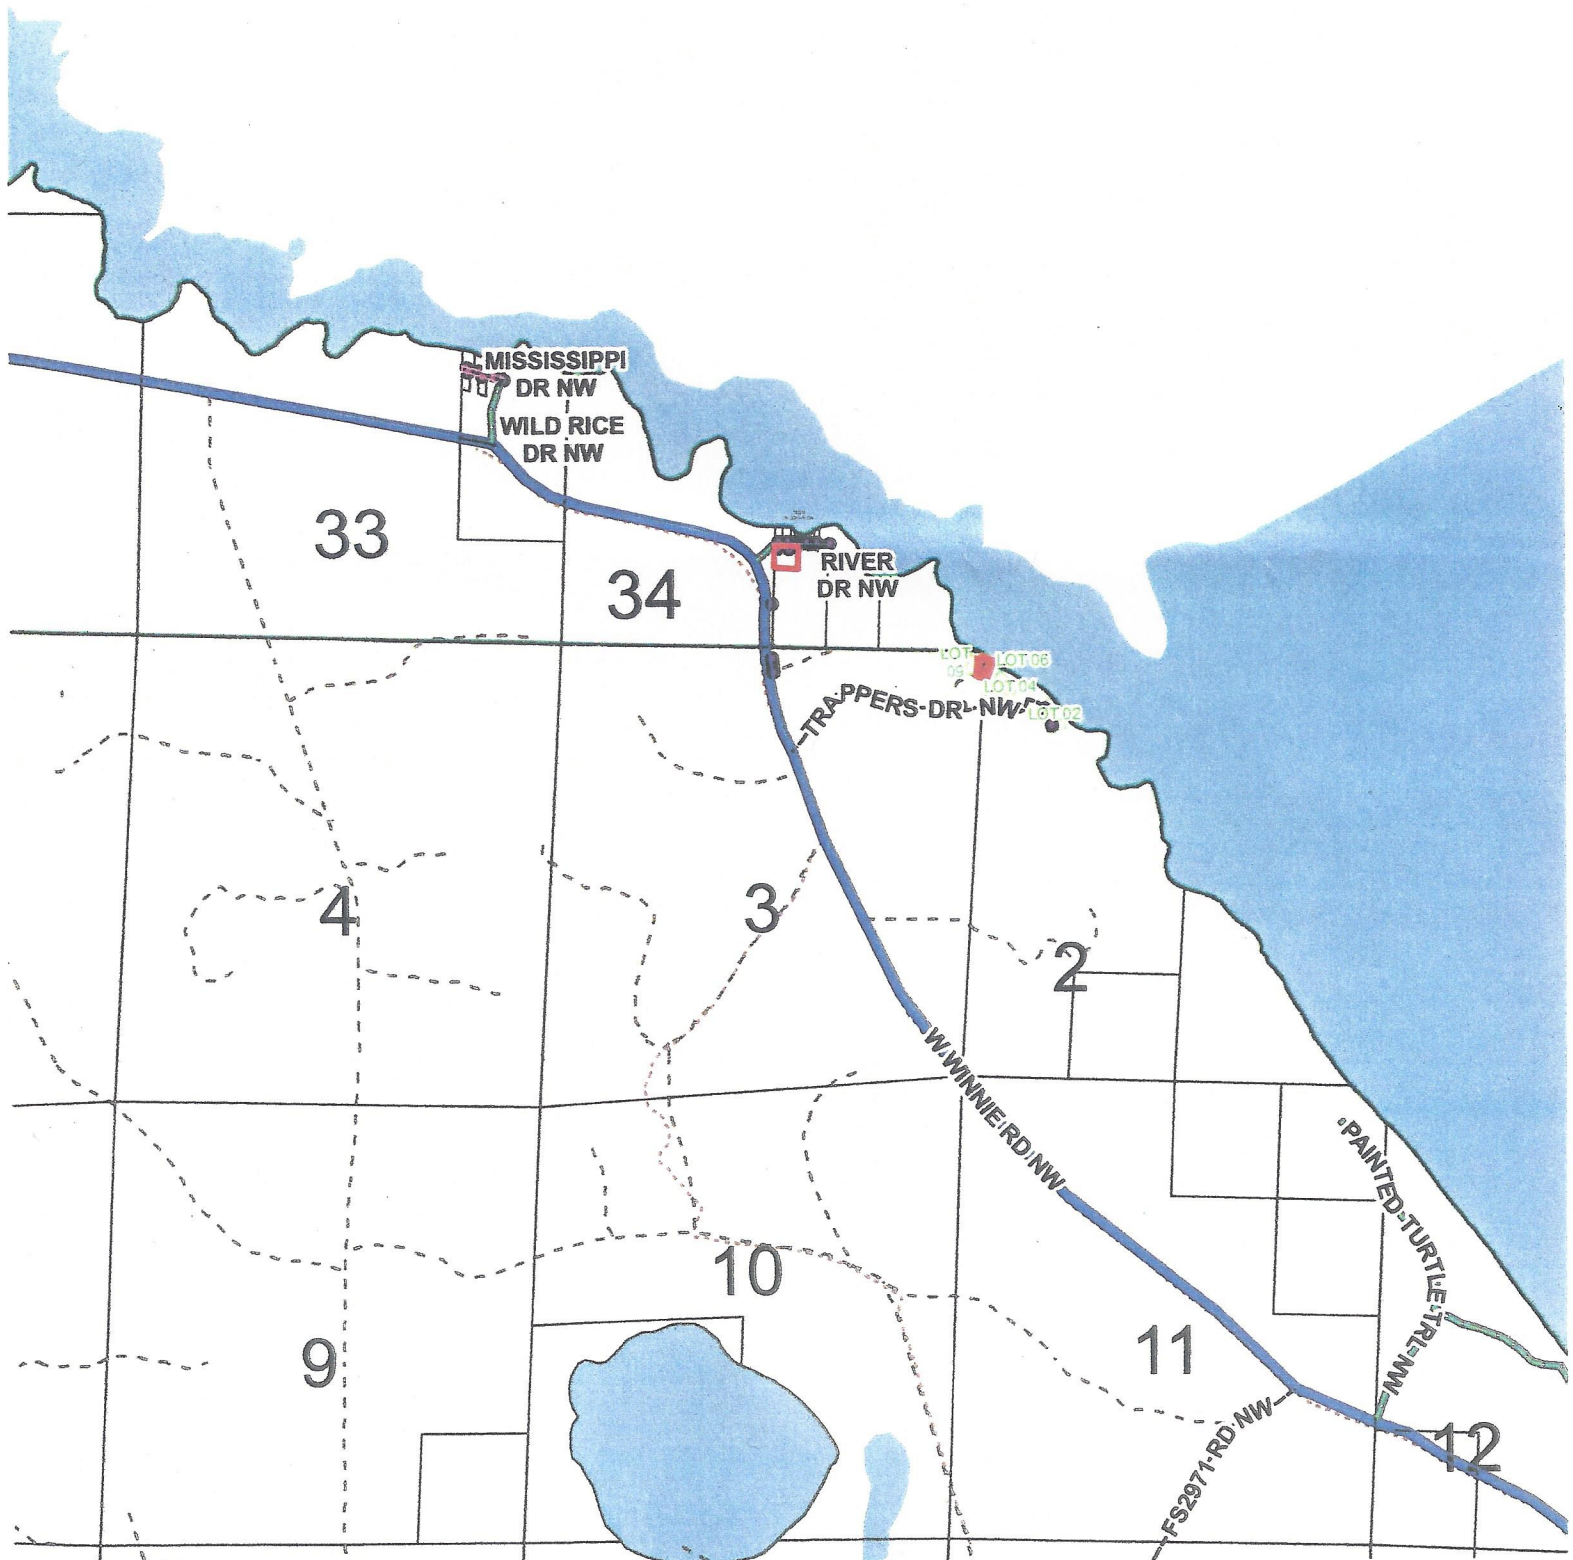 MISSISSIPPI
DR NW
WILD RICE
DR NW
33
34
RIVER
DR NW
LOT
09
LOT 06
LOT 04
LOT 02
TRAPPERS DR NW
4
3
2
W WINNIE RD NW
PAINTED TURTLE TRL NW
10
9
11
12
FS2971 RD NW